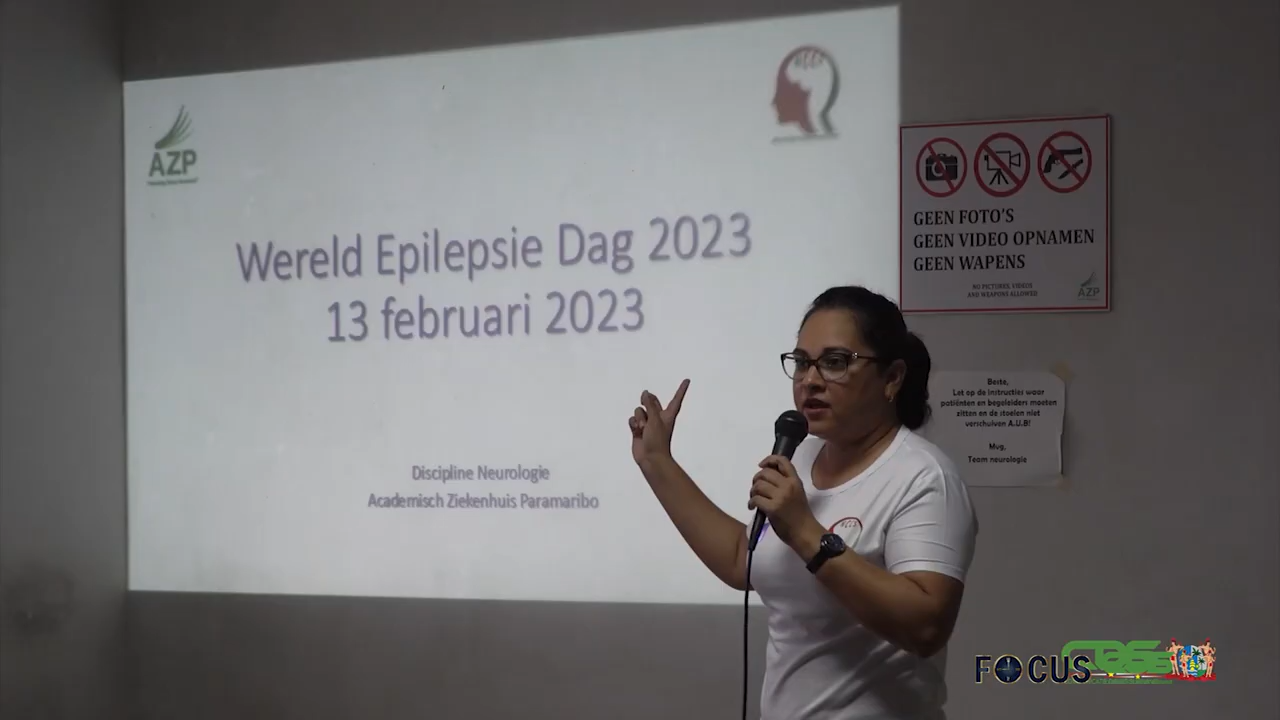 AZP
Wereld Epilepsie Dag 2023
13 februari 2023
Discipline Neurologie
Academisch Ziekenhuis Paramaribo
GEEN FOTO'S
GEEN VIDEO OPNAMEN
GEEN WAPENS
NO PICTURES, VIDEOS
AND WEAPONS ALLOWED
AZP
Beste,
Let op de instructies waar
patiënten en begeleiders moeten
zitten en de stoelen niet
verschuiven A.U.B!
Mvg,
Team neurologie
FOCUS